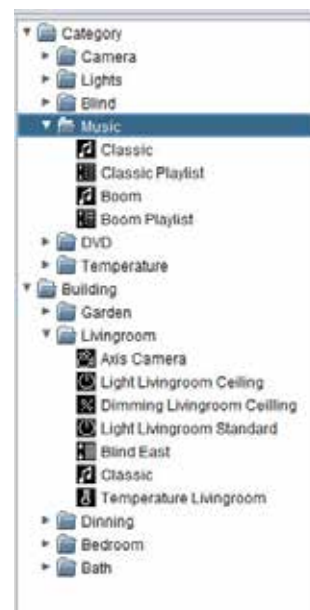 Category
Camera
Lights
Blind
Music
Classic
Classic Playlist
Boom
Boom Playlist
DVD
Temperature
Building
Garden
Livingroom
Axis Camera
Light Livingroom Ceiling
Dimming Livingroom Ceilling
Light Livingroom Standard
Blind East
Classic
Temperature Livingroom
Dinning
Bedroom
Bath